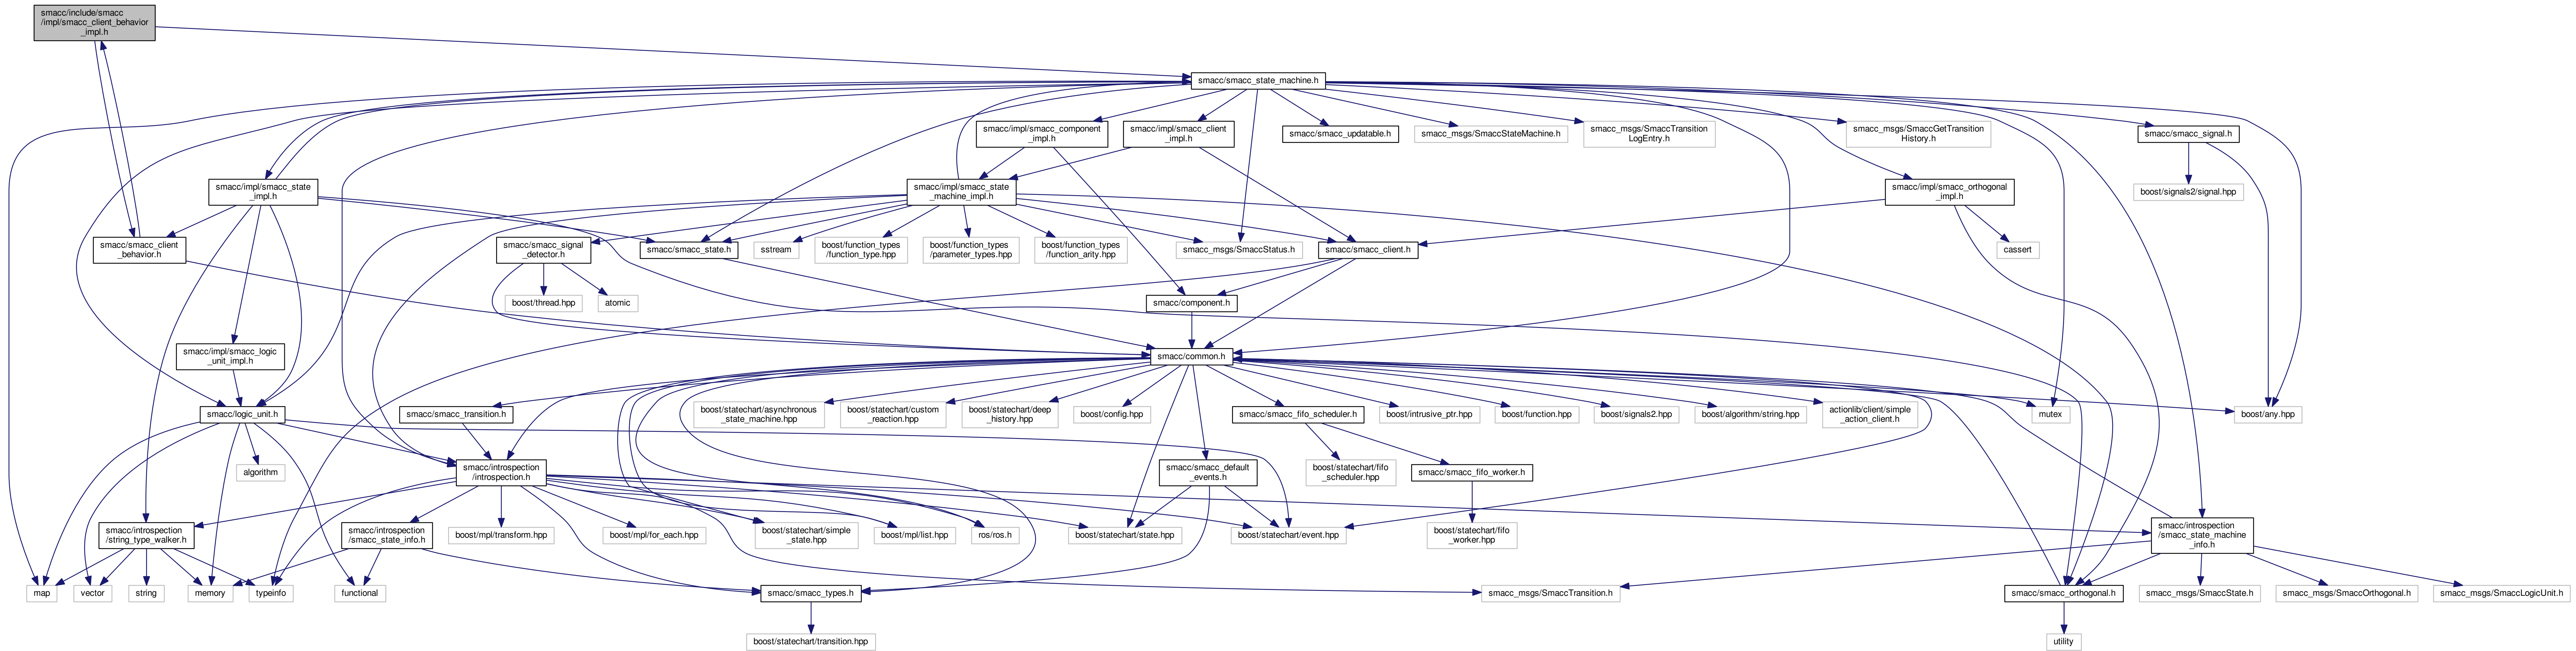 smacc/include/smacc
/impl/smacc_client_behavior
_impl.h
smacc/smacc_state_machine.h
smacc/impl/smacc_component
_impl.h
smacc/impl/smacc_client
_impl.h
smacc/smacc_updatable.h
smacc_msgs/SmaccStateMachine.h
smacc_msgs/SmaccTransition
LogEntry.h
smacc_msgs/SmaccGetTransition
History.h
smacc/smacc_signal.h
smacc/impl/smacc_state
_impl.h
smacc/impl/smacc_state
_machine_impl.h
smacc/impl/smacc_orthogonal
_impl.h
boost/signals2/signal.hpp
smacc/smacc_client
_behavior.h
smacc/smacc_signal
_detector.h
smacc/smacc_state.h
sstream
boost/function_types
/function_type.hpp
boost/function_types
/parameter_types.hpp
boost/function_types
/function_arity.hpp
smacc_msgs/SmaccStatus.h
smacc/smacc_client.h
cassert
boost/thread.hpp
atomic
smacc/component.h
smacc/impl/smacc_logic
_unit_impl.h
smacc/common.h
smacc/logic_unit.h
smacc/smacc_transition.h
boost/statechart/asynchronous
_state_machine.hpp
boost/statechart/custom
_reaction.hpp
boost/statechart/deep
_history.hpp
boost/config.hpp
smacc/smacc_fifo_scheduler.h
boost/intrusive_ptr.hpp
boost/function.hpp
boost/signals2.hpp
boost/algorithm/string.hpp
actionlib/client/simple
_action_client.h
mutex
boost/any.hpp
algorithm
smacc/introspection
/introspection.h
smacc/smacc_default
_events.h
boost/statechart/fifo
_scheduler.hpp
smacc/smacc_fifo_worker.h
smacc/introspection
/string_type_walker.h
smacc/introspection
/smacc_state_info.h
boost/mpl/transform.hpp
boost/mpl/for_each.hpp
boost/statechart/simple
_state.hpp
boost/mpl/list.hpp
ros/ros.h
boost/statechart/state.hpp
boost/statechart/event.hpp
boost/statechart/fifo
_worker.hpp
smacc/introspection
/smacc_state_machine
_info.h
map
vector
string
memory
typeinfo
functional
smacc/smacc_types.h
smacc_msgs/SmaccTransition.h
smacc/smacc_orthogonal.h
smacc_msgs/SmaccState.h
smacc_msgs/SmaccOrthogonal.h
smacc_msgs/SmaccLogicUnit.h
boost/statechart/transition.hpp
utility